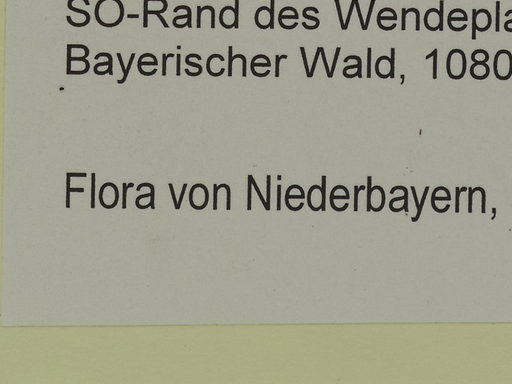 SO-Rand des Wendepla
Bayerischer Wald, 1080
Flora von Niederbayern,